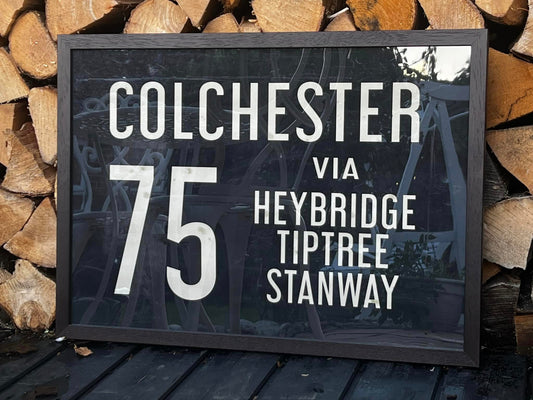 COLCHESTER
75
VIA
HEYBRIDGE
TIPTREE
STANWAY